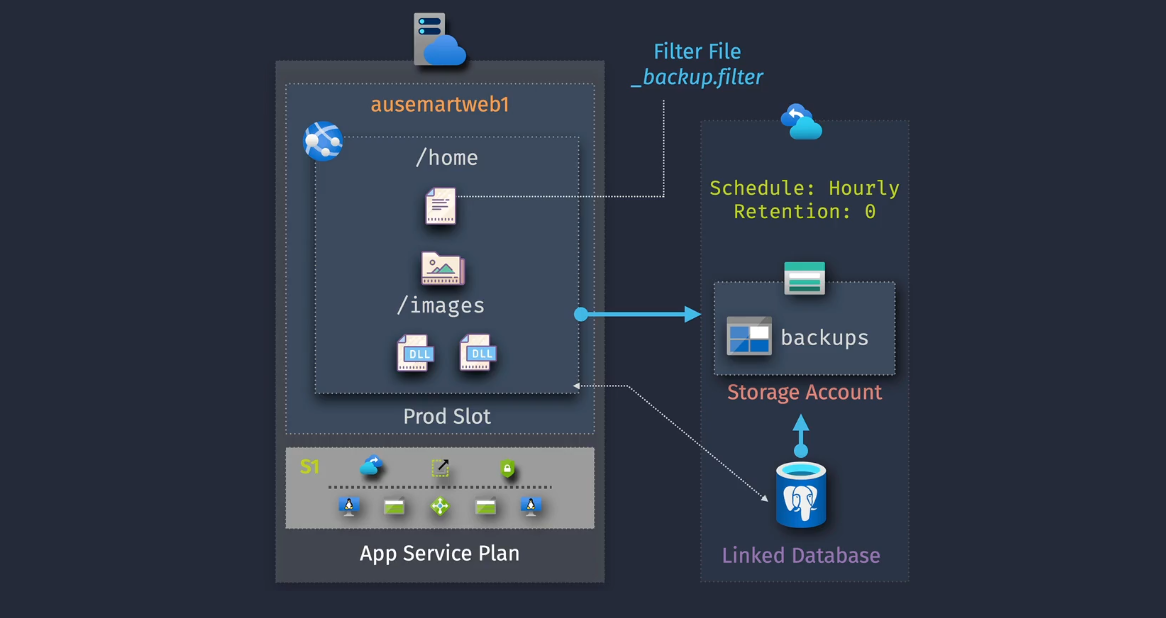 Filter File
_backup.filter
ausemartweb1
/home
Schedule: Hourly
Retention: 0
/images
DLL
DLL
backups
Storage Account
Prod Slot
S1
App Service Plan
Linked Database